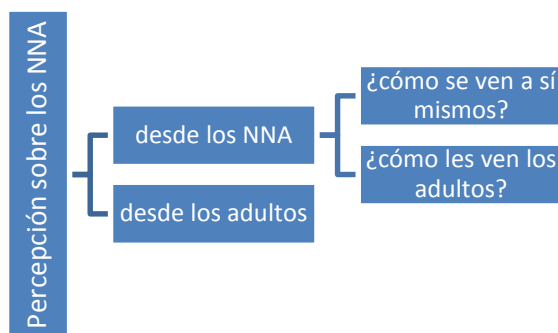 Percepción sobre los NNA
desde los NNA
¿cómo se ven a sí
mismos?
¿cómo les ven los
adultos?
desde los adultos